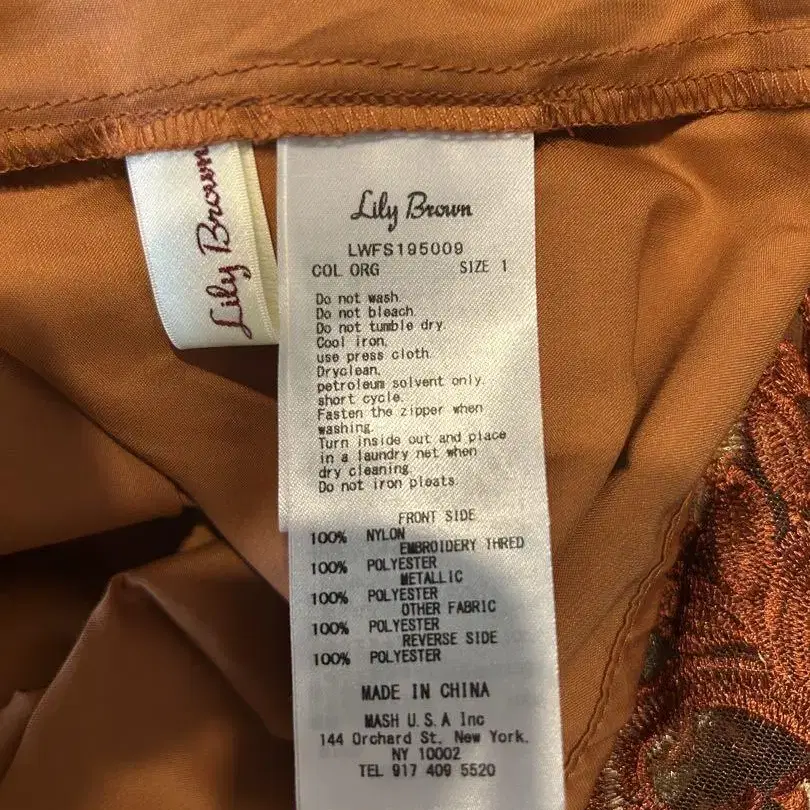 Lily Brown
Lily Brown
LWFS195009
COL ORG SIZE 1
Do not wash.
Do not bleach.
Do not tumble dry.
Cool iron,
use press cloth.
Dryclean,
petroleum solvent only.
short cycle.
Fasten the zipper when
washing.
Turn inside out and place
in a laundry net when
dry cleaning.
Do not iron pleats.
FRONT SIDE
100% NYLON
EMBROIDERY THRED
100% POLYESTER
METALLIC
100% POLYESTER
OTHER FABRIC
100% POLYESTER
REVERSE SIDE
100% POLYESTER
MADE IN CHINA
MASH U.S.A Inc
144 Orchard St, New York,
NY 10002
TEL 917 409 5520